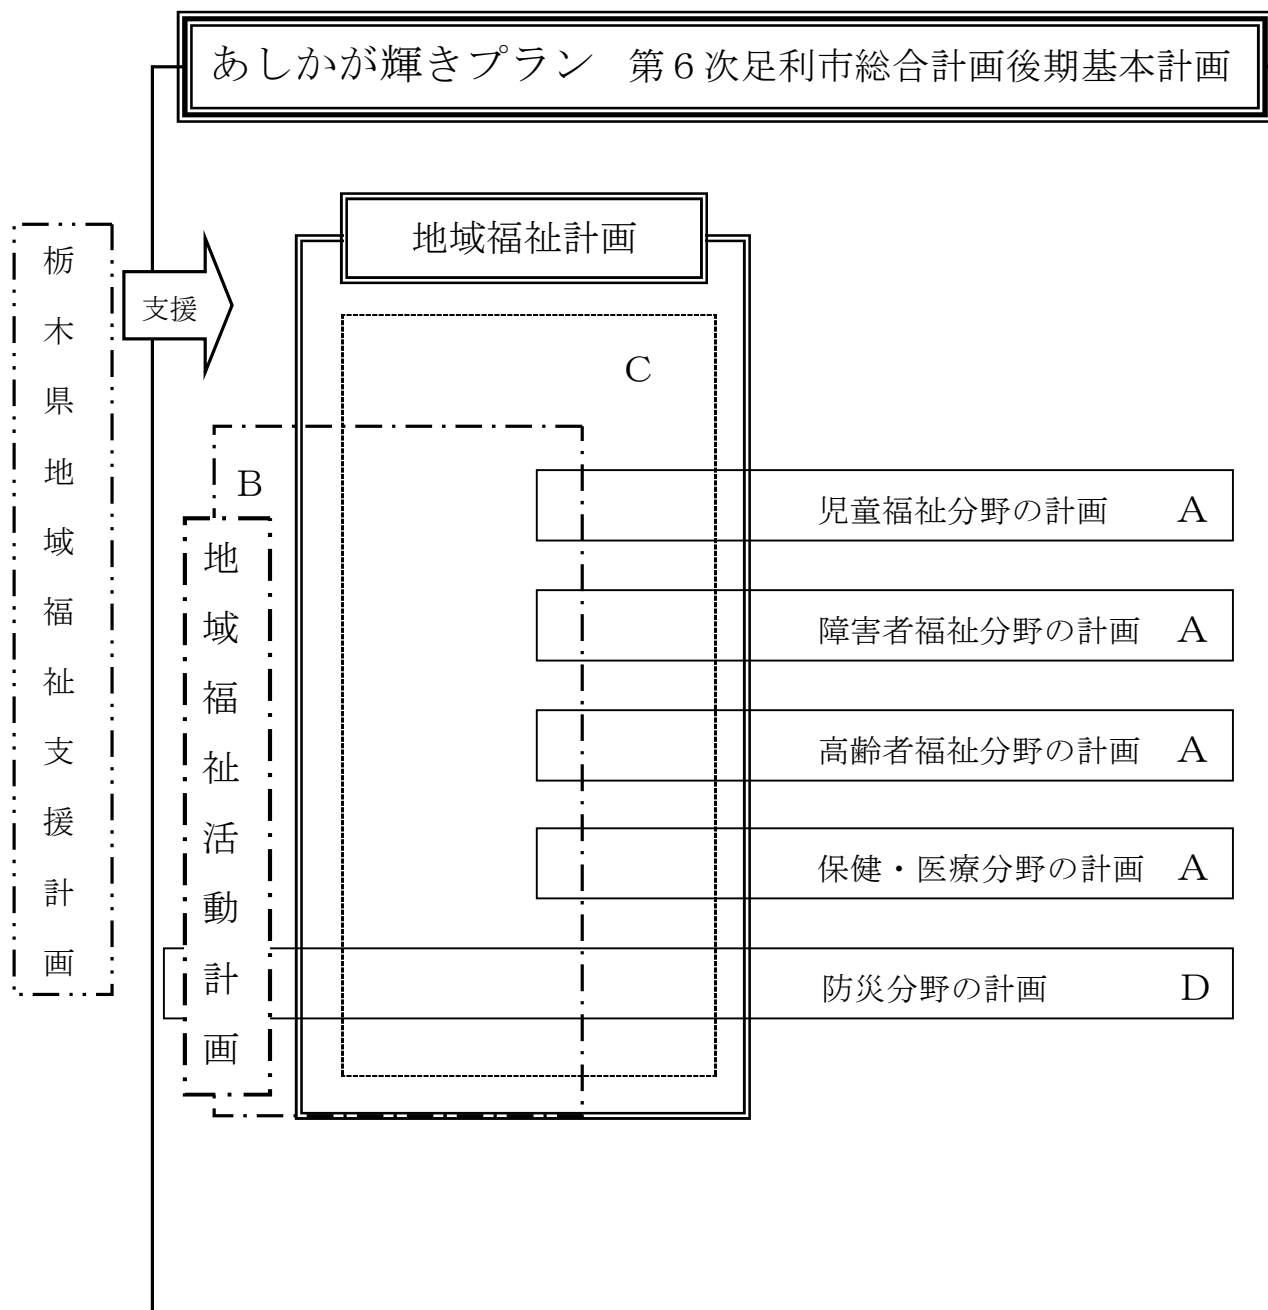 あしかが輝きプラン　第６次足利市総合計画後期基本計画
栃木県地域福祉支援計画
支援
地域福祉計画
C
B
地域福祉活動計画
児童福祉分野の計画　A
障害者福祉分野の計画　A
高齢者福祉分野の計画　A
保健・医療分野の計画　A
防災分野の計画　D